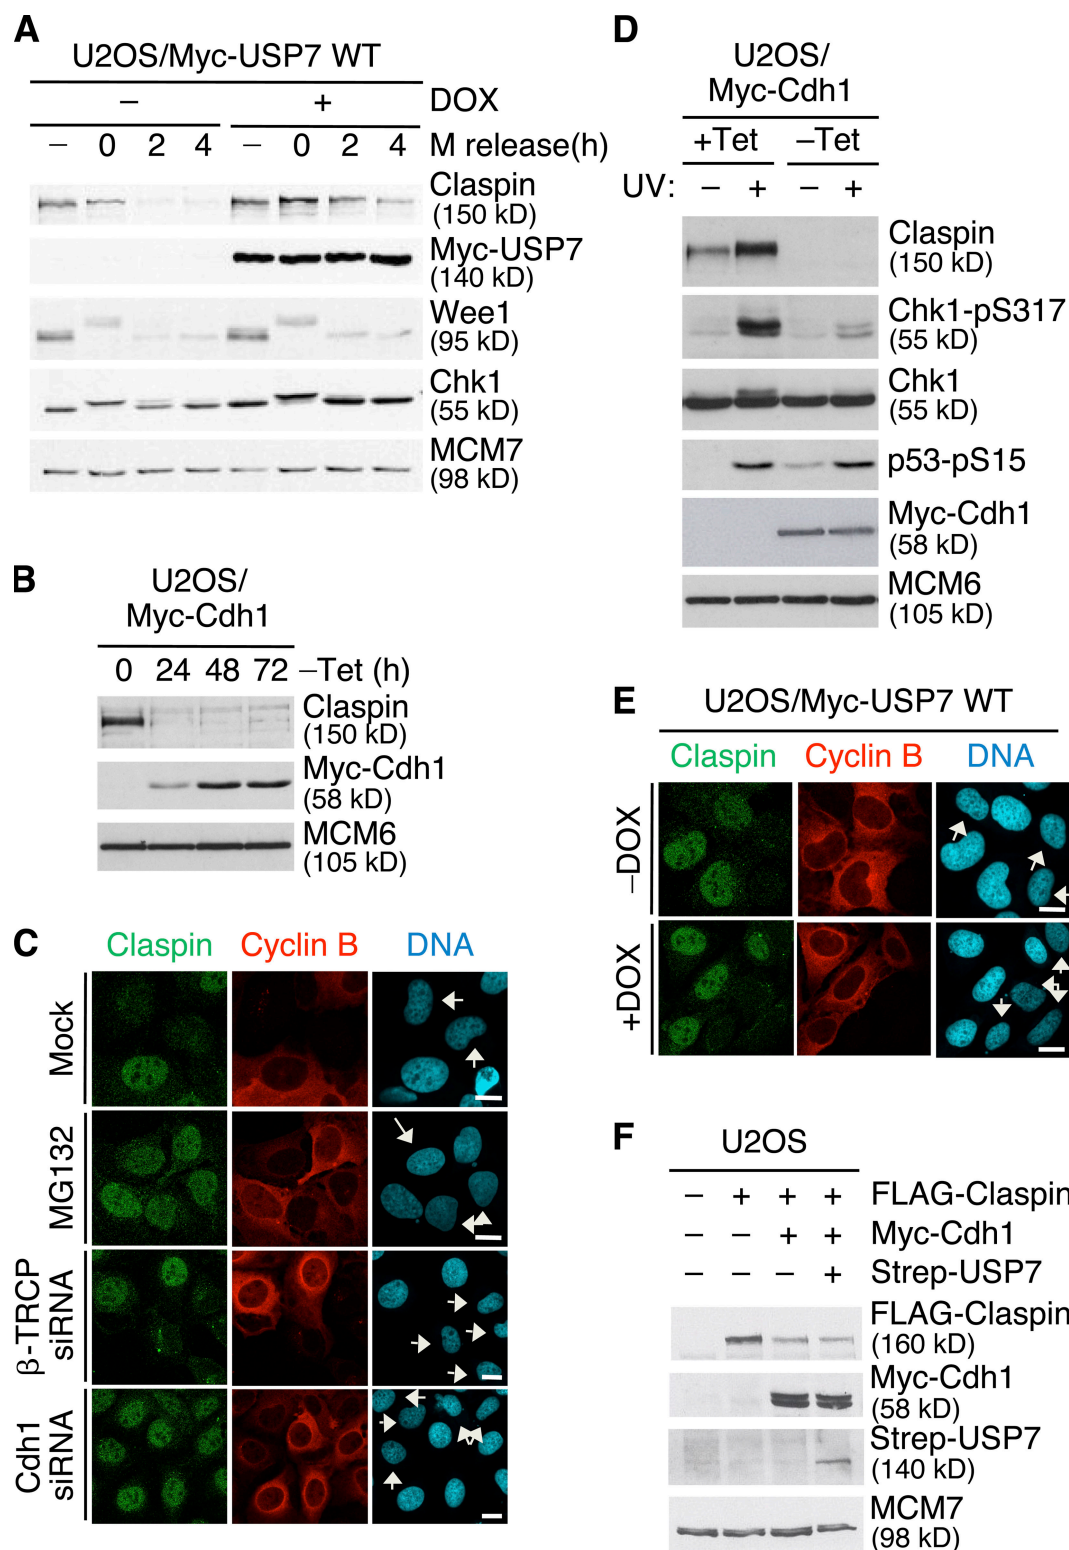 A
U2OS/Myc-USP7 WT
– + DOX
– 0 2 4 – 0 2 4 M release(h)
Claspin
(150 kD)
Myc-USP7
(140 kD)
Wee1
(95 kD)
Chk1
(55 kD)
MCM7
(98 kD)
B
U2OS/
Myc-Cdh1
0 24 48 72 –Tet (h)
Claspin
(150 kD)
Myc-Cdh1
(58 kD)
MCM6
(105 kD)
C
Claspin Cyclin B DNA
Mock
MG132
β-TRCP
siRNA
Cdh1
siRNA
D
U2OS/
Myc-Cdh1
+Tet –Tet
UV: – + – +
Claspin
(150 kD)
Chk1-pS317
(55 kD)
Chk1
(55 kD)
p53-pS15
Myc-Cdh1
(58 kD)
MCM6
(105 kD)
E
U2OS/Myc-USP7 WT
Claspin Cyclin B DNA
–DOX
+DOX
F
U2OS
– + + + FLAG-Claspin
– – + + Myc-Cdh1
– – – + Strep-USP7
FLAG-Claspin
(160 kD)
Myc-Cdh1
(58 kD)
Strep-USP7
(140 kD)
MCM7
(98 kD)